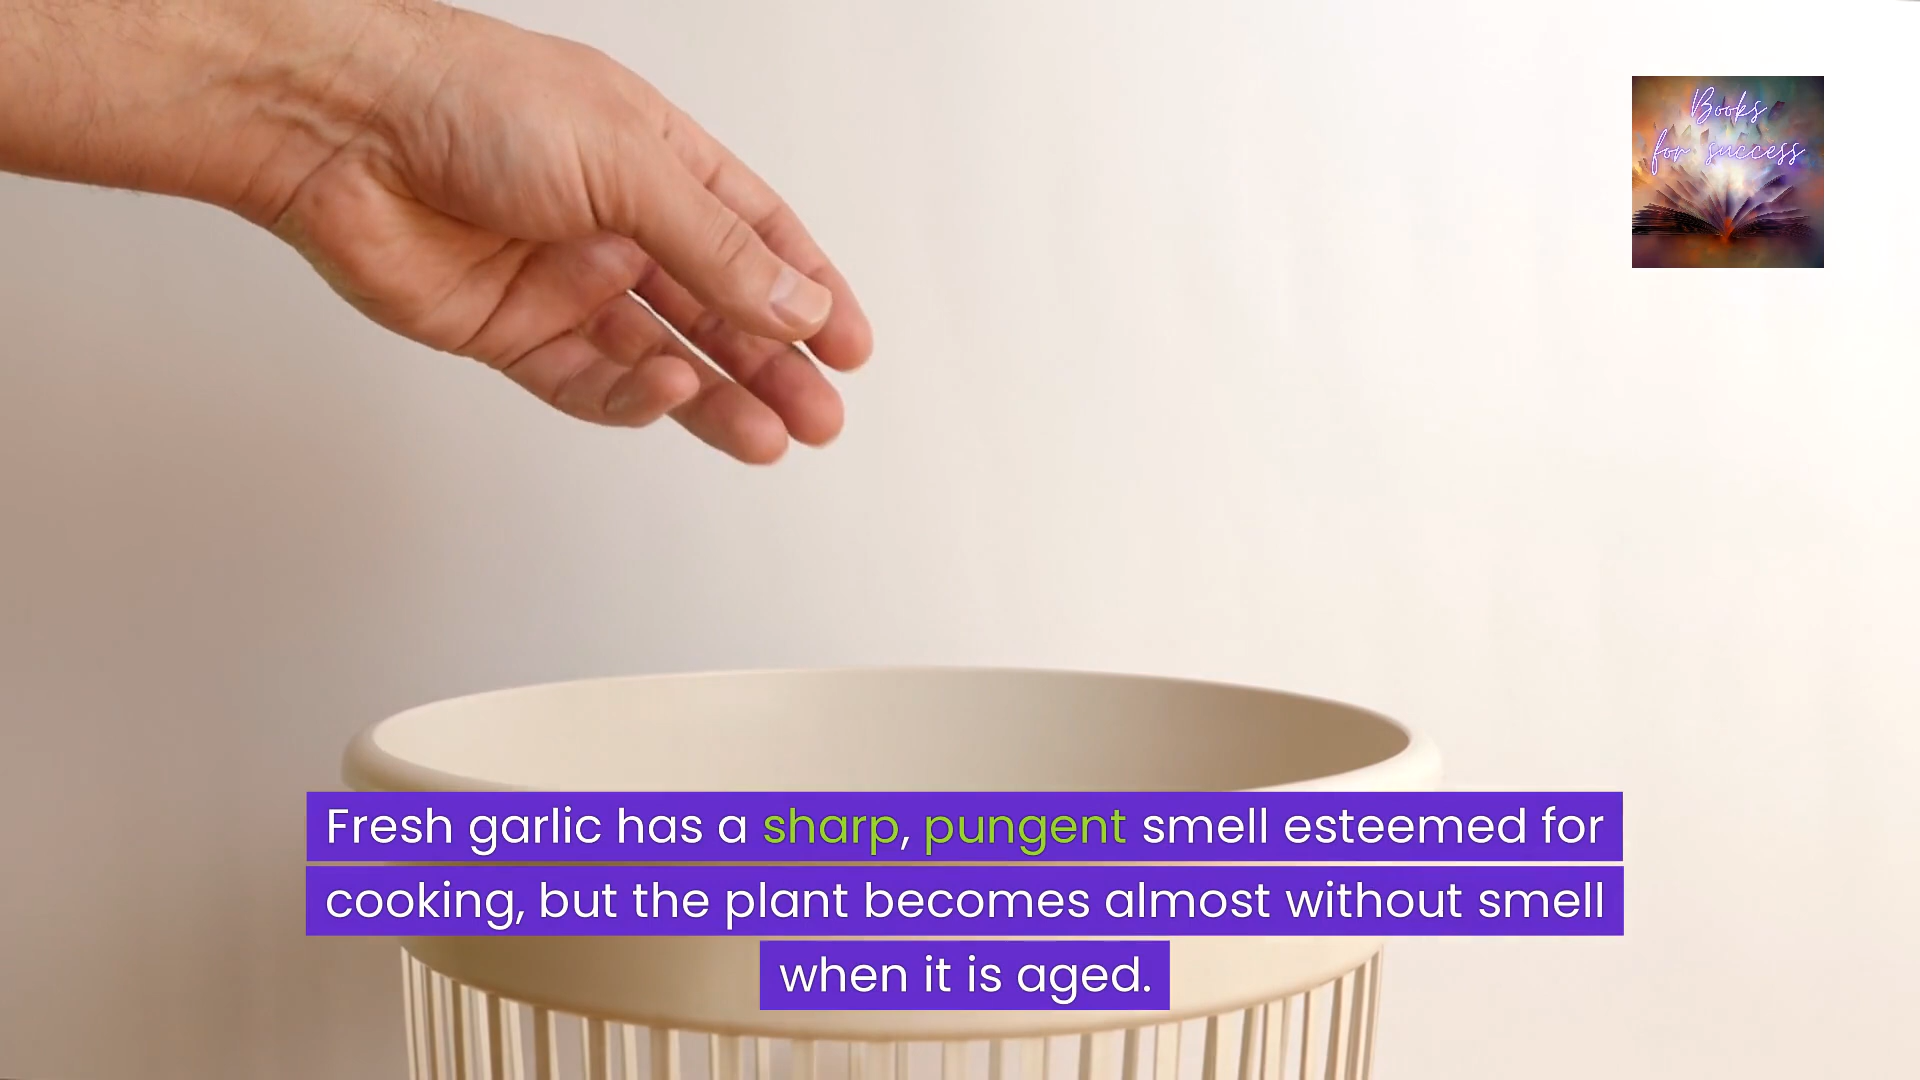 Books
for success
Fresh garlic has a sharp, pungent smell esteemed for
cooking, but the plant becomes almost without smell
when it is aged.